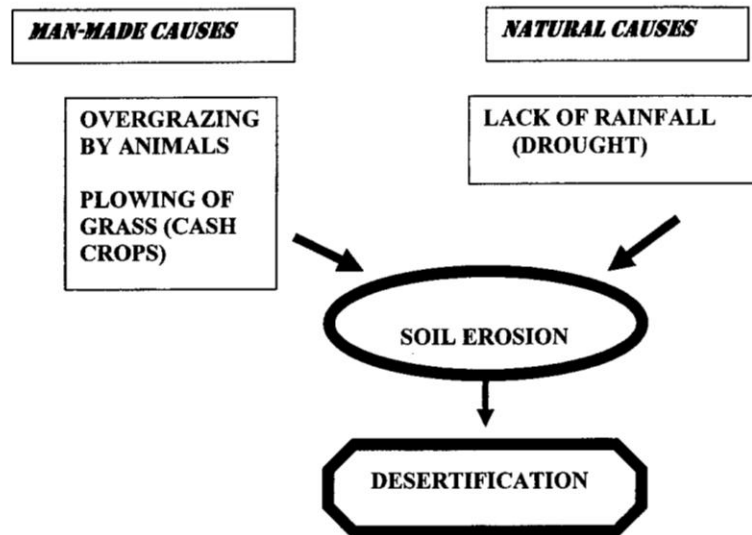 MAN-MADE CAUSES
NATURAL CAUSES
OVERGRAZING
BY ANIMALS
PLOWING OF
GRASS (CASH
CROPS)
LACK OF RAINFALL
(DROUGHT)
SOIL EROSION
DESERTIFICATION